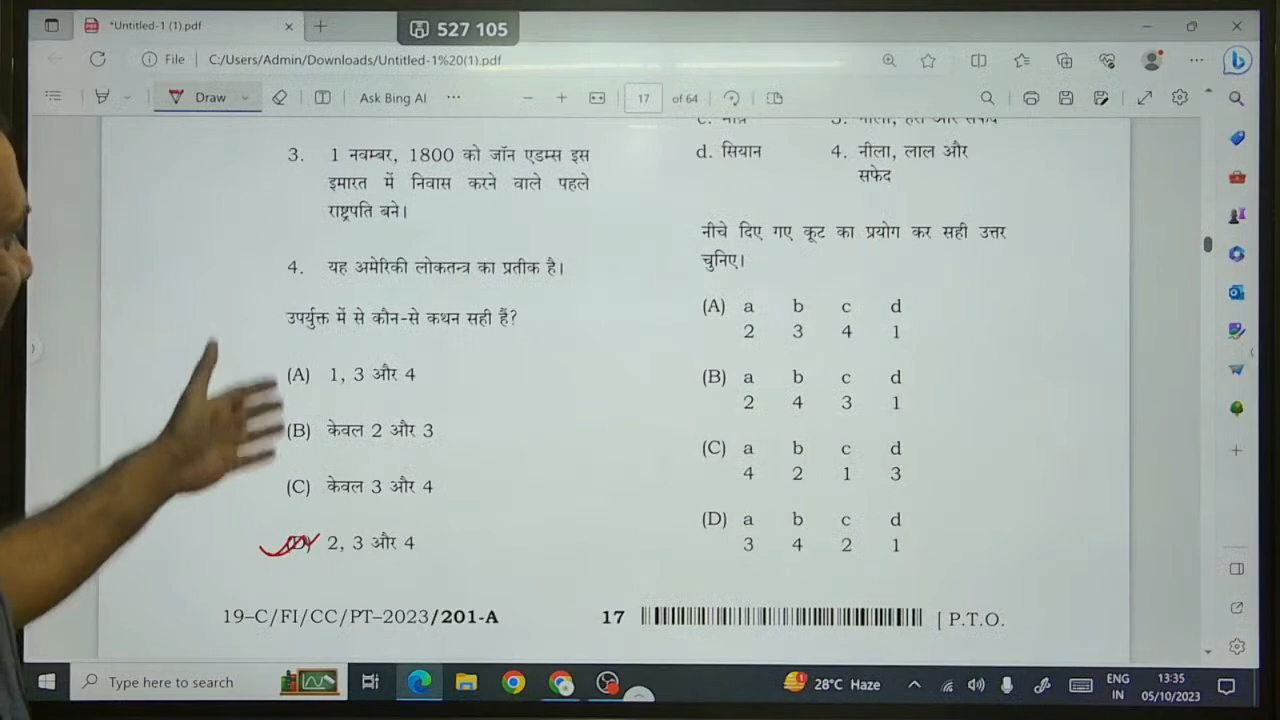 *Untitled-1 (1).pdf
527 105
File
C:/Users/Admin/Downloads/Untitled-1%20(1).pdf
Draw
Ask Bing AI
17
of 64
3. 1 नवम्बर, 1800 को जॉन एडम्स इस
इमारत में निवास करने वाले पहले
राष्ट्रपति बने।
4. यह अमेरिकी लोकतन्त्र का प्रतीक है।
उपर्युक्त में से कौन-से कथन सही हैं?
(A) 1, 3 और 4
(B) केवल 2 और 3
(C) केवल 3 और 4
2, 3 और 4
d. सियान 4. नीला, लाल और
सफेद
नीचे दिए गए कूट का प्रयोग कर सही उत्तर
चुनिए।
(A) a b c d
2 3 4 1
(B) a b c d
2 4 3 1
(C) a b c d
4 2 1 3
(D) a b c d
3 4 2 1
19–C/FI/CC/PT–2023/201-A
17
[ P.T.O.
Type here to search
28°C Haze
ENG
IN
13:35
05/10/2023